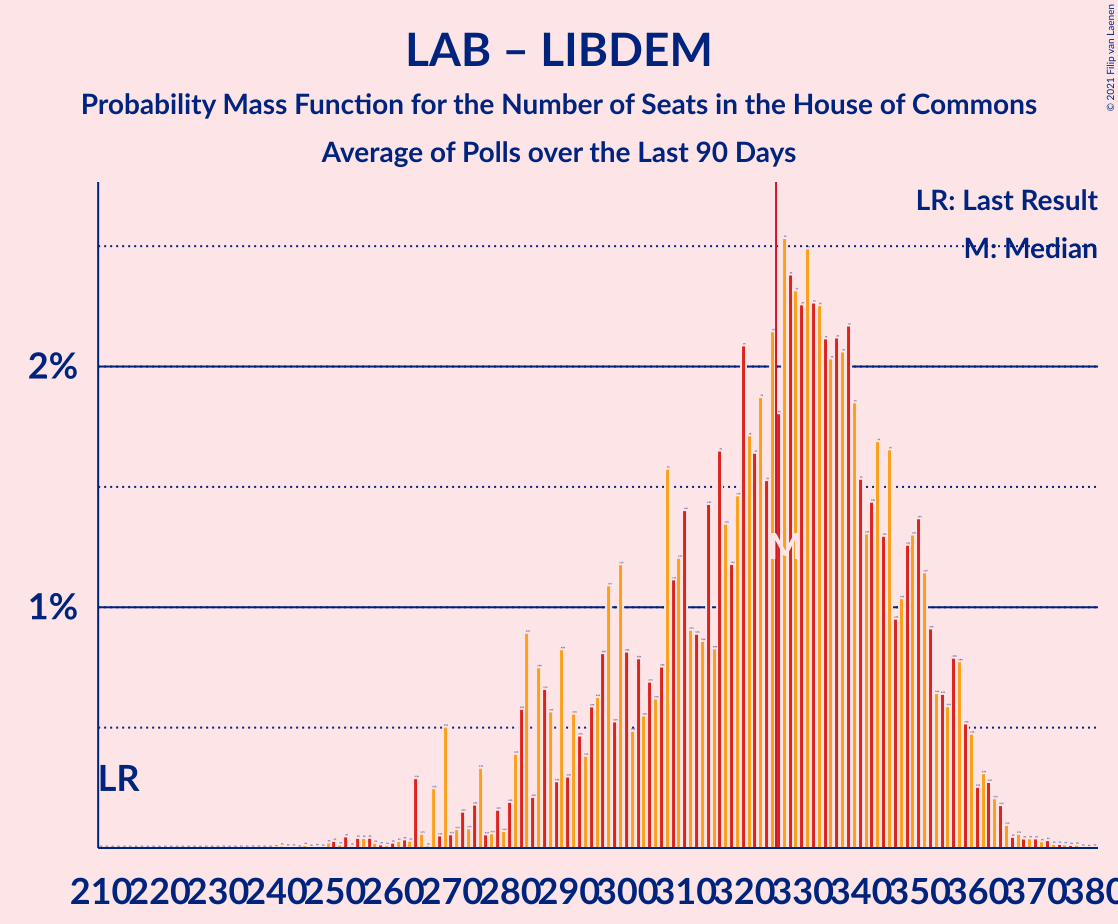 LAB – LIBDEM
Probability Mass Function for the Number of Seats in the House of Commons
Average of Polls over the Last 90 Days
© 2021 Filip van Laenen
LR: Last Result
M: Median
2%
1%
LR
M
210 220 230 240 250 260 270 280 290 300 310 320 330 340 350 360 370 380